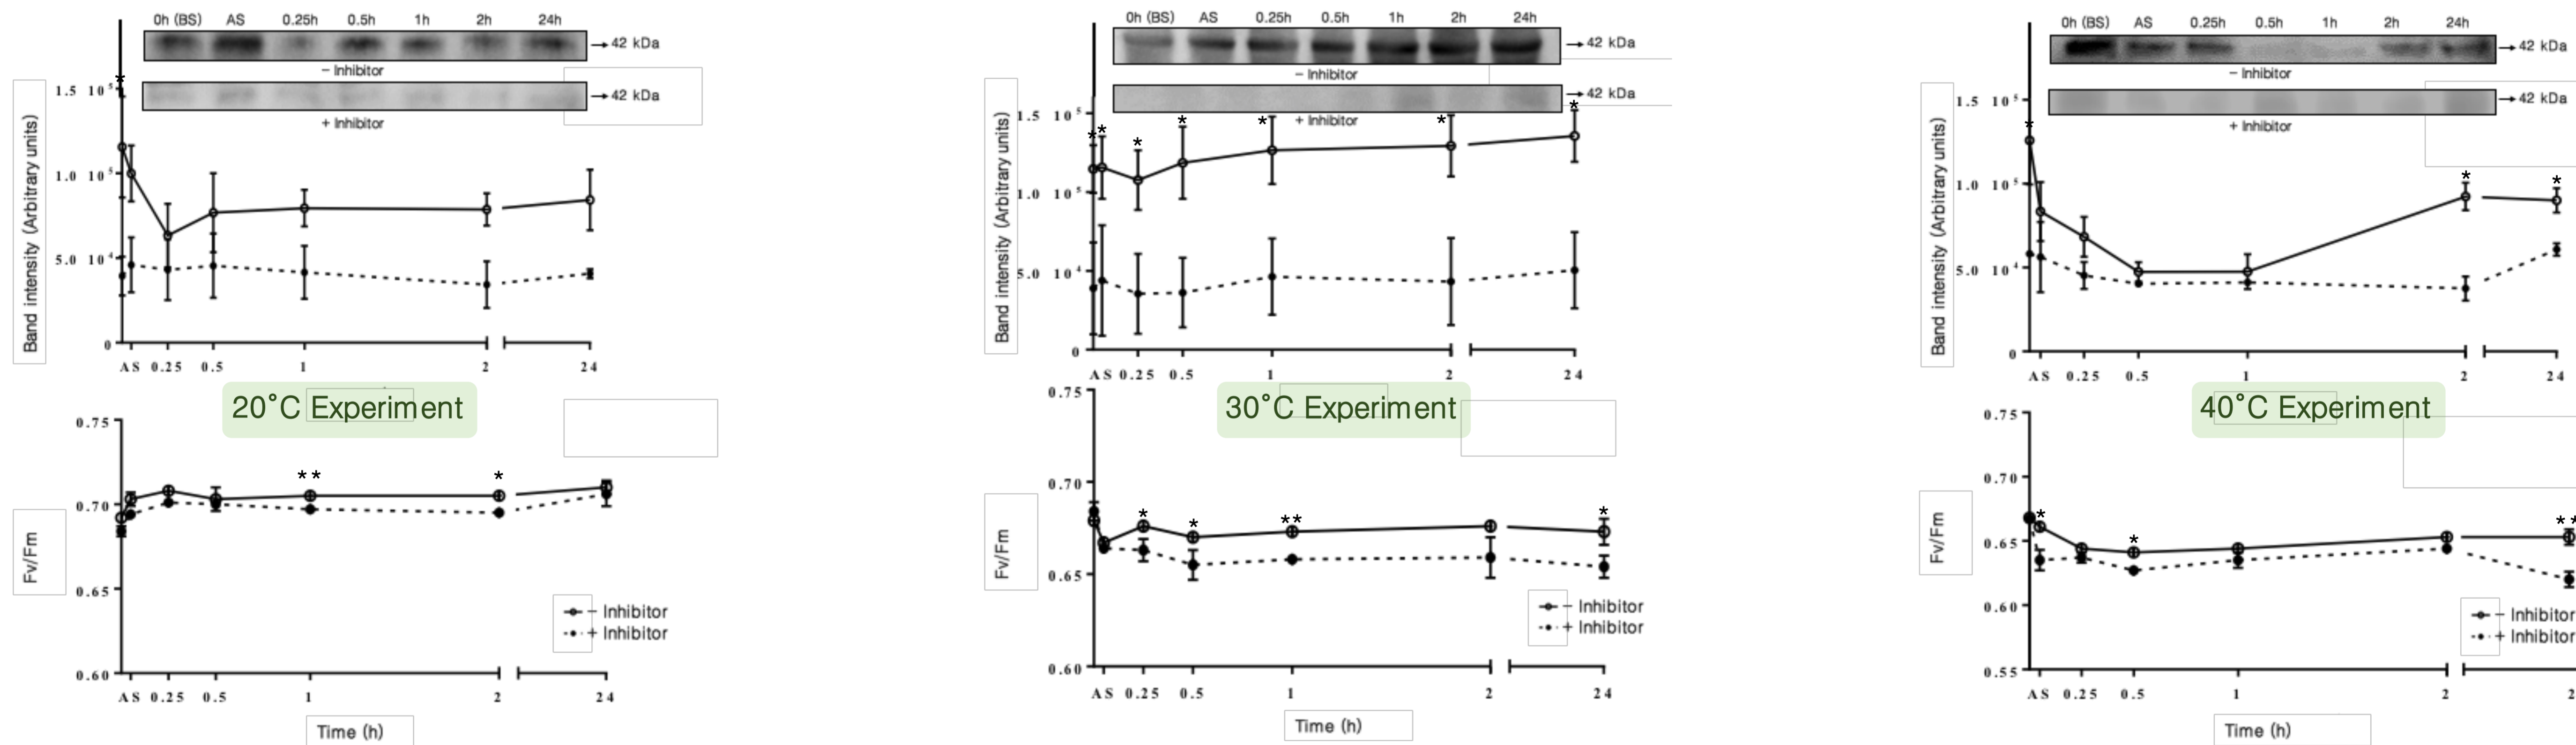 0h (BS) AS 0.25h 0.5h 1h 2h 24h
→ 42 kDa
− Inhibitor
→ 42 kDa
+ Inhibitor
Band intensity (Arbitrary units)
*
1.5 10⁵
1.0 10⁵
5.0 10⁴
0
AS 0.25 0.5 1 2 24
20°C Experiment
Fv/Fm
0.75
0.70
0.65
0.60
** *
− Inhibitor
+ Inhibitor
AS 0.25 0.5 1 2 24
Time (h)
0h (BS) AS 0.25h 0.5h 1h 2h 24h
→ 42 kDa
− Inhibitor
→ 42 kDa
+ Inhibitor
Band intensity (Arbitrary units)
* * * * * * *
1.5 10⁵
1.0 10⁵
5.0 10⁴
0
AS 0.25 0.5 1 2 24
30°C Experiment
Fv/Fm
0.75
0.70
0.65
0.60
* * ** *
− Inhibitor
+ Inhibitor
AS 0.25 0.5 1 2 24
Time (h)
0h (BS) AS 0.25h 0.5h 1h 2h 24h
→ 42 kDa
− Inhibitor
→ 42 kDa
+ Inhibitor
Band intensity (Arbitrary units)
* * *
1.5 10⁵
1.0 10⁵
5.0 10⁴
0
AS 0.25 0.5 1 2 24
40°C Experiment
Fv/Fm
0.75
0.70
0.65
0.60
0.55
* * **
− Inhibitor
+ Inhibitor
AS 0.25 0.5 1 2 2
Time (h)